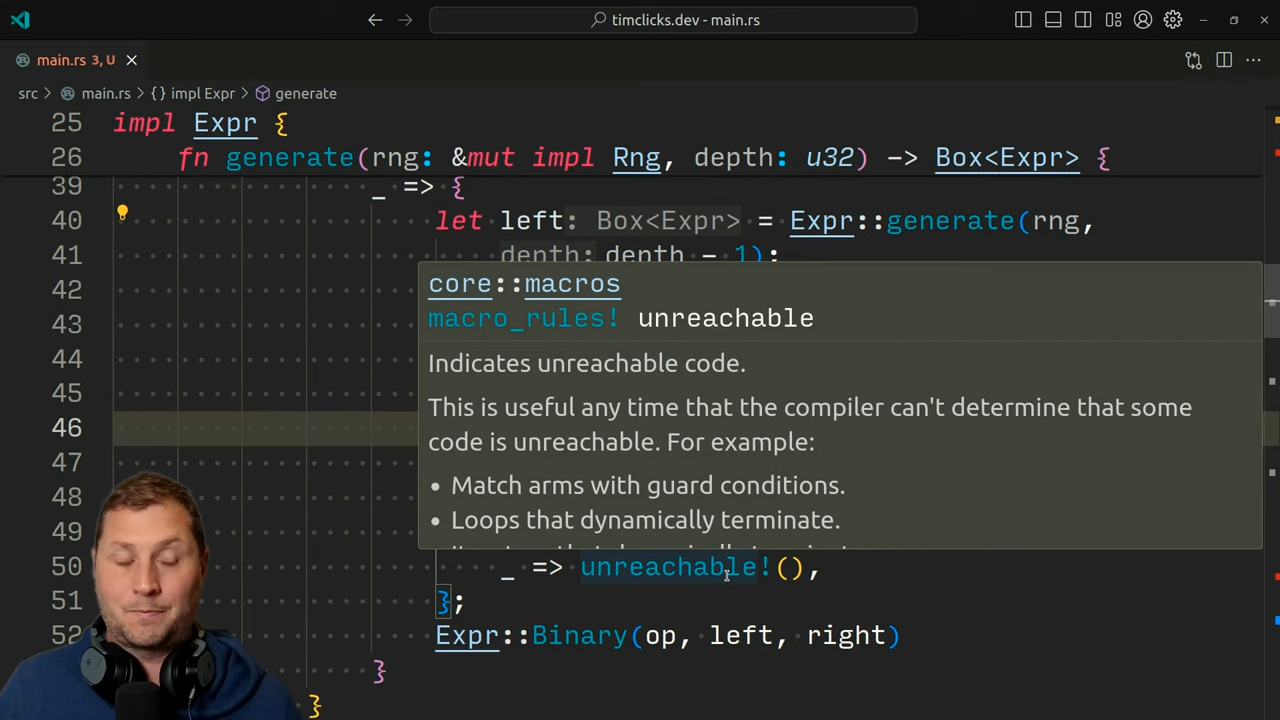 timclicks.dev - main.rs
main.rs 3, U
src > main.rs > {} impl Expr > generate
25 impl Expr {
26 fn generate(rng: &mut impl Rng, depth: u32) -> Box<Expr> {
39 _ => {
40 let left: Box<Expr> = Expr::generate(rng,
41 depth: depth - 1);
42
core::macros
43
macro_rules! unreachable
44
Indicates unreachable code.
45
This is useful any time that the compiler can't determine that some
46
code is unreachable. For example:
47
48
• Match arms with guard conditions.
49
• Loops that dynamically terminate.
50 _ => unreachable!(),
51 };
52 Expr::Binary(op, left, right)
}
}